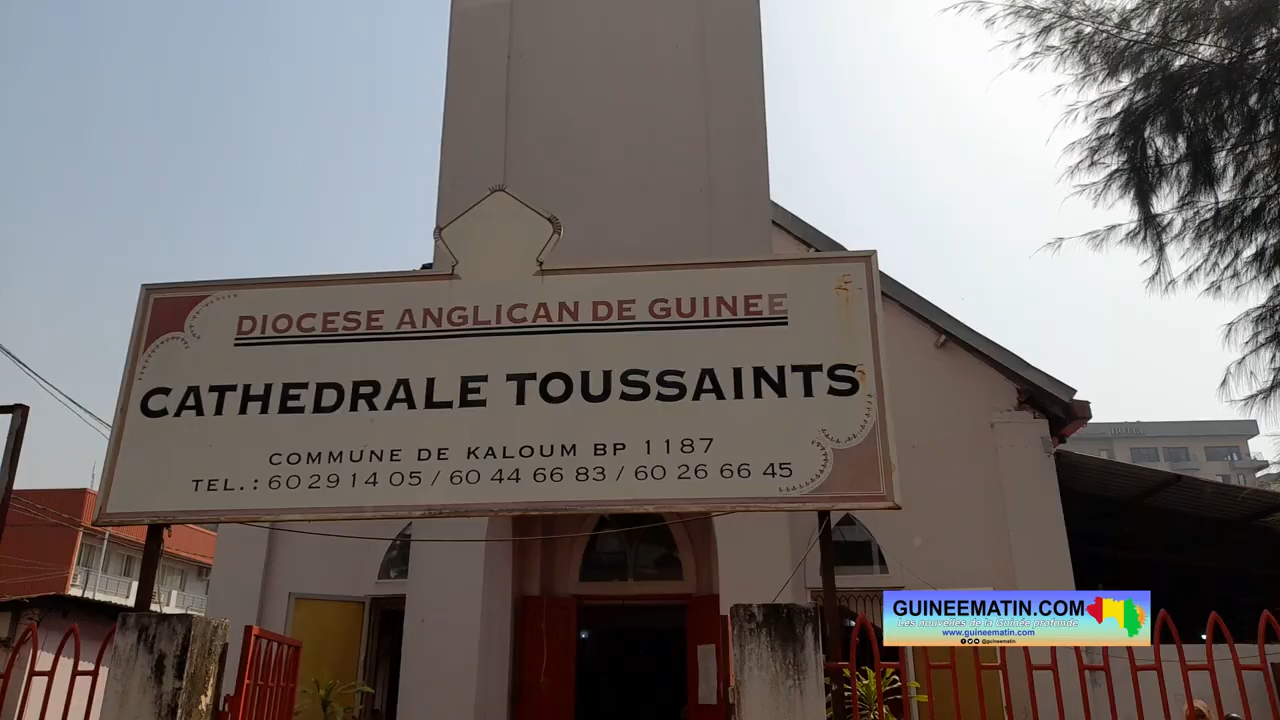 DIOCESE ANGLICAN DE GUINEE
CATHEDRALE TOUSSAINTS
COMMUNE DE KALOUM BP 1187
TEL. : 60 29 14 05 / 60 44 66 83 / 60 26 66 45
GUINEEMATIN.COM
Les nouvelles de la Guinée profonde
www.guineematin.com
@guineematin